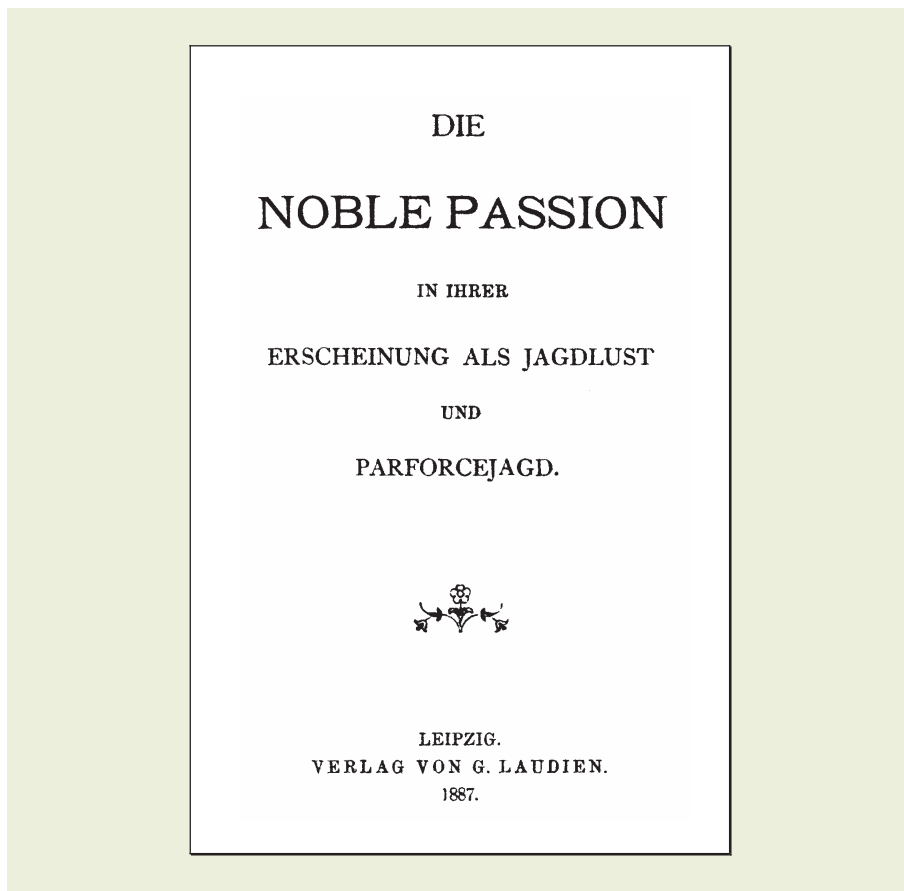 DIE
NOBLE PASSION
IN IHRER
ERSCHEINUNG ALS JAGDLUST
UND
PARFORCEJAGD.
LEIPZIG.
VERLAG VON G. LAUDIEN.
1887.